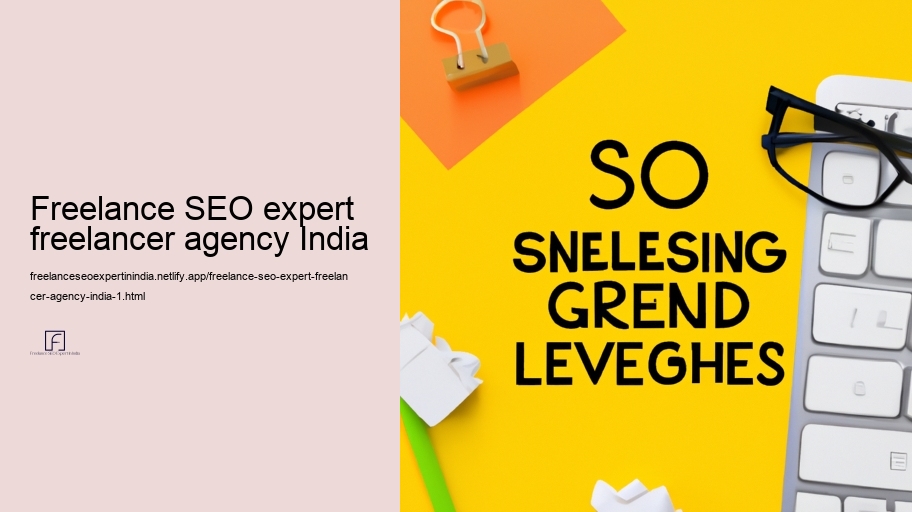 Freelance SEO expert
freelancer agency India
freelanceseoexpertinindia.netlify.app/freelance-seo-expert-freelan
cer-agency-india-1.html
SO
SNELESING
GREND
LEVEGHES